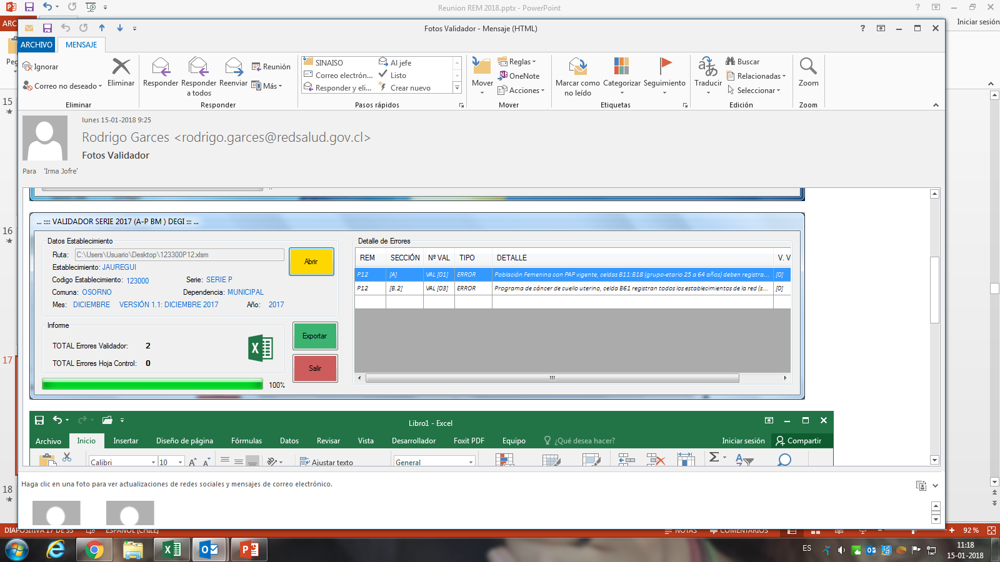 Reunion REM 2018.pptx - PowerPoint
Iniciar sesión
Fotos Validador - Mensaje (HTML)
ARCHIVO
MENSAJE
Ignorar
Correo no deseado
Eliminar
Responder
Responder a todos
Reenviar
Reunión
Más
SINAISO
Correo electrón...
Responder y eli...
Al jefe
Listo
Crear nuevo
Mover
Reglas
OneNote
Acciones
Marcar como no leído
Categorizar
Seguimiento
Traducir
Buscar
Relacionadas
Seleccionar
Zoom
Eliminar
Responder
Pasos rápidos
Mover
Etiquetas
Edición
Zoom
lunes 15-01-2018 9:25
Rodrigo Garces <rodrigo.garces@redsalud.gov.cl>
Fotos Validador
Para 'Irma Jofre'
15
16
17
18
... :::: VALIDADOR SERIE 2017 (A-P BM ) DEGI ::: ...
Datos Establecimiento
Ruta: C:\Users\Usuario\Desktop\123300P12.xlsm
Abrir
Establecimiento: JAUREGUI
Codigo Establecimiento: 123000 Serie: SERIE P
Comuna: OSORNO Dependencia: MUNICIPAL
Mes: DICIEMBRE VERSIÓN 1.1: DICIEMBRE 2017 Año: 2017
Informe
TOTAL Errores Validador: 2
TOTAL Errores Hoja Control: 0
Exportar
Salir
100%
Detalle de Errores
REM SECCIÓN Nº VAL TIPO DETALLE V. V
P12 [A] VAL [01] ERROR Población Femenina con PAP vigente, celdas B11:B18 (grupo-etario 25 a 64 años) deben registra... [0]
P12 [B.2] VAL [03] ERROR Programa de cáncer de cuello uterino, celda B61 registran todos los establecimientos de la red (s... [0]
Libro1 - Excel
Archivo Inicio Insertar Diseño de página Fórmulas Datos Revisar Vista Desarrollador Foxit PDF Equipo ¿Qué desea hacer? Iniciar sesión Compartir
Calibri 10 Ajustar texto General
Haga clic en una foto para ver actualizaciones de redes sociales y mensajes de correo electrónico.
DIAPOSITIVA 17 DE 53 ESPAÑOL (CHILE) NOTAS COMENTARIOS 92 %
ES
11:18
15-01-2018